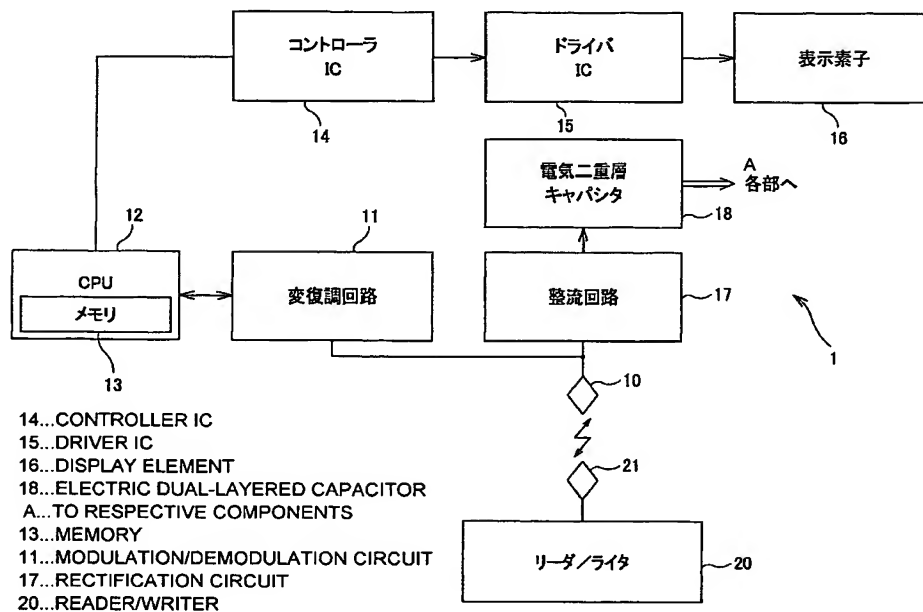 コントローラ
IC
14
ドライバ
IC
15
表示素子
16
電気二重層
キャパシタ
18
A
各部へ
12
CPU
メモリ
13
11
変復調回路
整流回路
17
1
10
21
リーダ/ライタ
20
14...CONTROLLER IC
15...DRIVER IC
16...DISPLAY ELEMENT
18...ELECTRIC DUAL-LAYERED CAPACITOR
A...TO RESPECTIVE COMPONENTS
13...MEMORY
11...MODULATION/DEMODULATION CIRCUIT
17...RECTIFICATION CIRCUIT
20...READER/WRITER